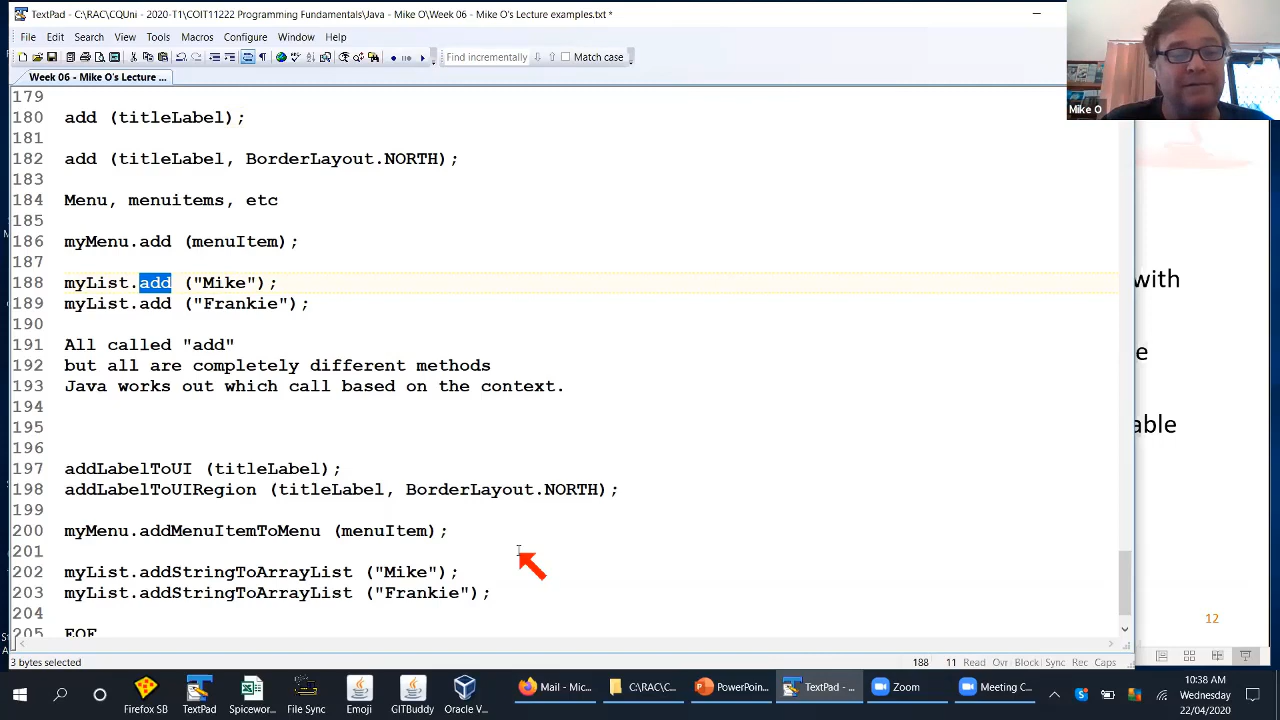 TextPad - C:\RAC\CQUni - 2020-T1\COIT11222 Programming Fundamentals\Java - Mike O\Week 06 - Mike O's Lecture examples.txt *
File Edit Search View Tools Macros Configure Window Help
Find incrementally Match case
Week 06 - Mike O's Lecture ...
Mike O
179
180 add (titleLabel);
181
182 add (titleLabel, BorderLayout.NORTH);
183
184 Menu, menuitems, etc
185
186 myMenu.add (menuItem);
187
188 myList.add ("Mike");
189 myList.add ("Frankie");
190
191 All called "add"
192 but all are completely different methods
193 Java works out which call based on the context.
194
195
196
197 addLabelToUI (titleLabel);
198 addLabelToUIRegion (titleLabel, BorderLayout.NORTH);
199
200 myMenu.addMenuItemToMenu (menuItem);
201
202 myList.addStringToArrayList ("Mike");
203 myList.addStringToArrayList ("Frankie");
204
205 EOF
with
e
able
12
3 bytes selected 188 11 Read Ovr Block Sync Rec Caps
Firefox SB TextPad Spicewor... File Sync Emoji GITBuddy Oracle V...
Mail - Mic... C:\RAC\C... PowerPoin... TextPad - ... Zoom Meeting C...
10:38 AM
Wednesday
22/04/2020